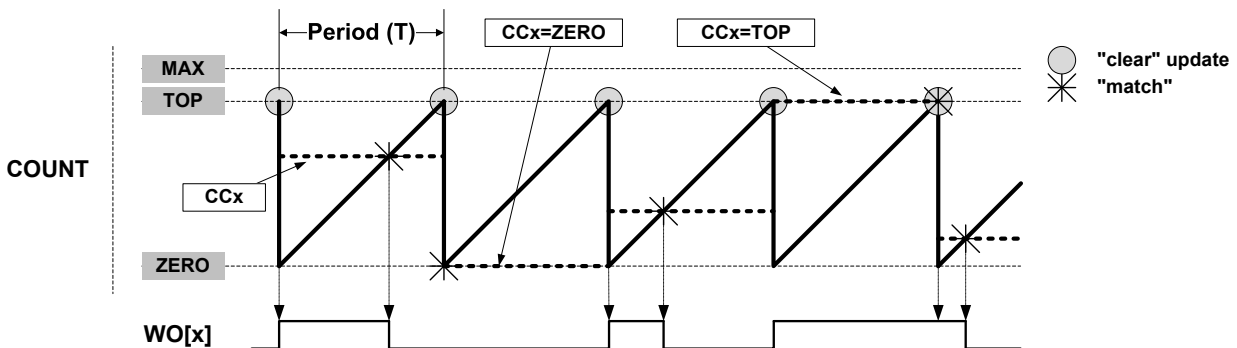 Period (T)
CCx=ZERO
CCx=TOP
"clear" update
"match"
MAX
TOP
COUNT
CCx
ZERO
WO[x]